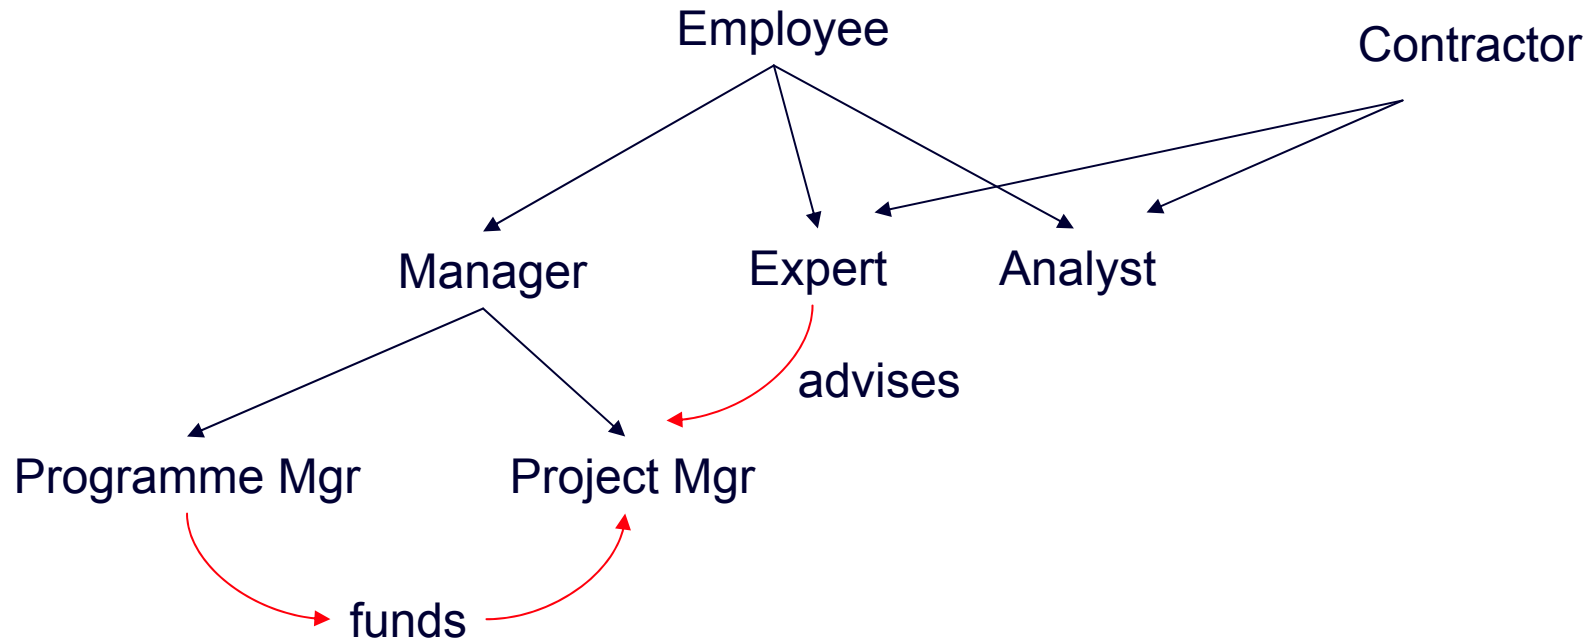 Employee
Contractor
Manager
Expert
Analyst
advises
Programme Mgr
Project Mgr
funds